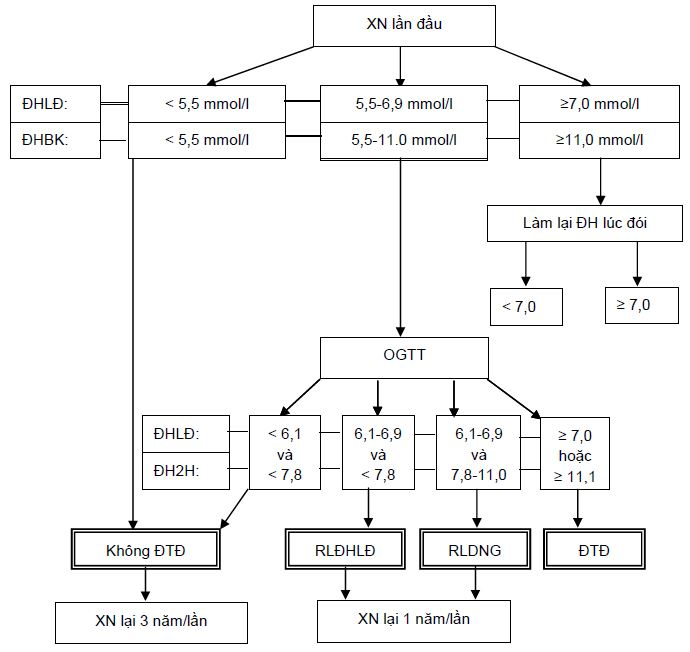 XN lần đầu
ĐHLĐ: < 5,5 mmol/l 5,5-6,9 mmol/l ≥7,0 mmol/l
ĐHBK: < 5,5 mmol/l 5,5-11.0 mmol/l ≥11,0 mmol/l
Làm lại ĐH lúc đói
< 7,0 ≥ 7,0
OGTT
ĐHLĐ: < 6,1 6,1-6,9 6,1-6,9 ≥ 7,0
và và và hoặc
ĐH2H: < 7,8 < 7,8 7,8-11,0 ≥ 11,1
Không ĐTĐ RLĐHLĐ RLDNG ĐTĐ
XN lại 3 năm/lần XN lại 1 năm/lần